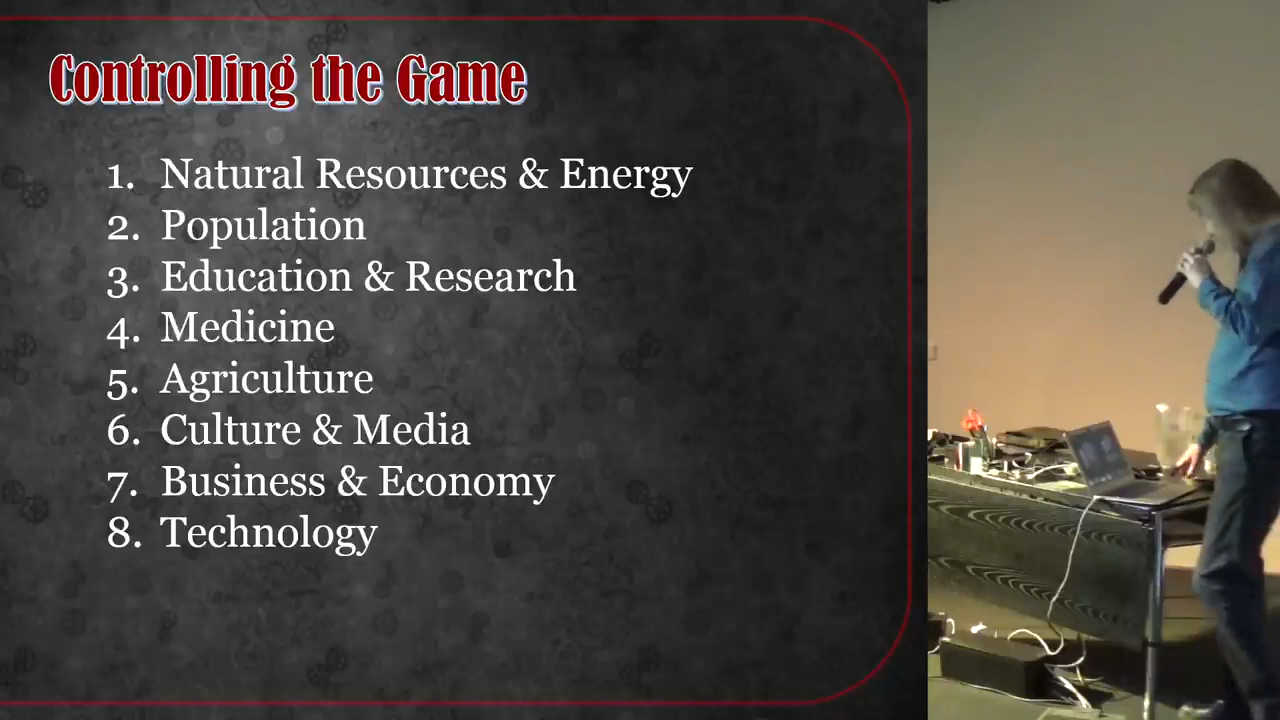 Controlling the Game
1. Natural Resources & Energy
2. Population
3. Education & Research
4. Medicine
5. Agriculture
6. Culture & Media
7. Business & Economy
8. Technology